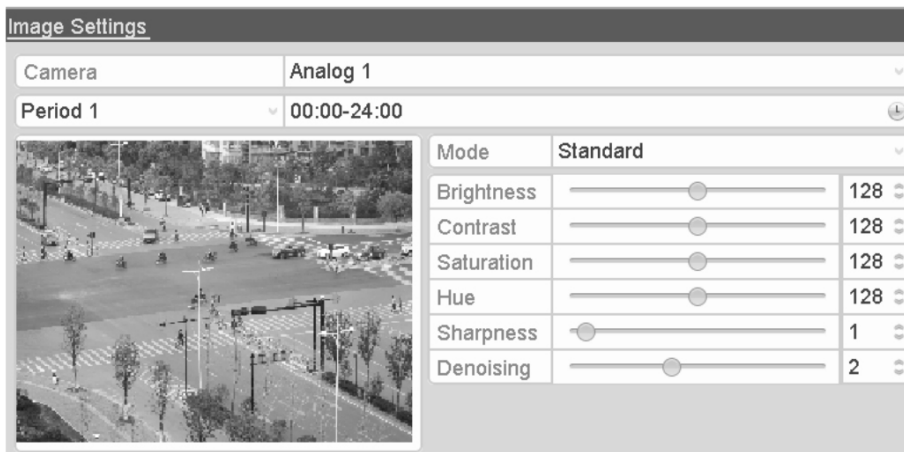 Image Settings
Camera Analog 1
Period 1 00:00-24:00
Mode Standard
Brightness 128
Contrast 128
Saturation 128
Hue 128
Sharpness 1
Denoising 2